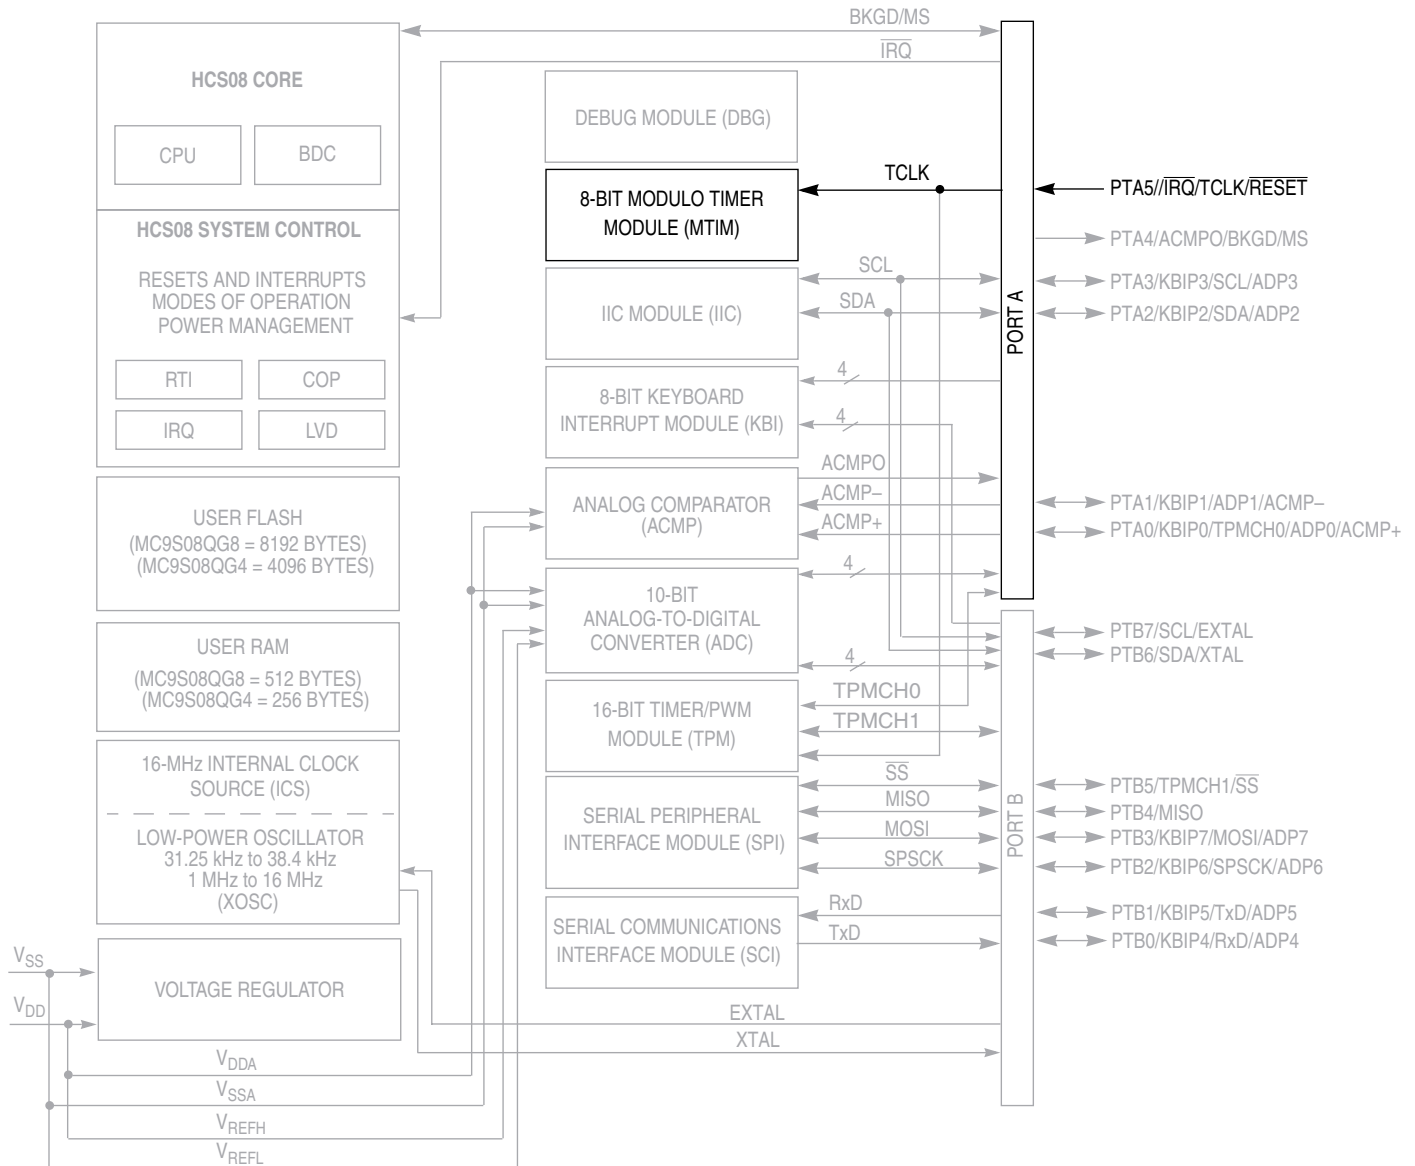 BKGD/MS
IRQ
HCS08 CORE
CPU
BDC
DEBUG MODULE (DBG)
TCLK
8-BIT MODULO TIMER
MODULE (MTIM)
PTA5//IRQ/TCLK/RESET
HCS08 SYSTEM CONTROL
RESETS AND INTERRUPTS
MODES OF OPERATION
POWER MANAGEMENT
RTI
COP
IRQ
LVD
PTA4/ACMPO/BKGD/MS
SCL
PTA3/KBIP3/SCL/ADP3
SDA
IIC MODULE (IIC)
PTA2/KBIP2/SDA/ADP2
PORT A
4
8-BIT KEYBOARD
INTERRUPT MODULE (KBI)
4
ACMPO
ACMP–
ACMP+
ANALOG COMPARATOR
(ACMP)
PTA1/KBIP1/ADP1/ACMP–
PTA0/KBIP0/TPMCH0/ADP0/ACMP+
USER FLASH
(MC9S08QG8 = 8192 BYTES)
(MC9S08QG4 = 4096 BYTES)
4
10-BIT
ANALOG-TO-DIGITAL
CONVERTER (ADC)
4
USER RAM
(MC9S08QG8 = 512 BYTES)
(MC9S08QG4 = 256 BYTES)
PTB7/SCL/EXTAL
PTB6/SDA/XTAL
TPMCH0
TPMCH1
16-BIT TIMER/PWM
MODULE (TPM)
16-MHz INTERNAL CLOCK
SOURCE (ICS)
LOW-POWER OSCILLATOR
31.25 kHz to 38.4 kHz
1 MHz to 16 MHz
(XOSC)
SS
MISO
MOSI
SPSCK
SERIAL PERIPHERAL
INTERFACE MODULE (SPI)
PORT B
PTB5/TPMCH1/SS
PTB4/MISO
PTB3/KBIP7/MOSI/ADP7
PTB2/KBIP6/SPSCK/ADP6
RxD
TxD
SERIAL COMMUNICATIONS
INTERFACE MODULE (SCI)
PTB1/KBIP5/TxD/ADP5
PTB0/KBIP4/RxD/ADP4
VSS
VDD
VOLTAGE REGULATOR
EXTAL
XTAL
VDDA
VSSA
VREFH
VREFL